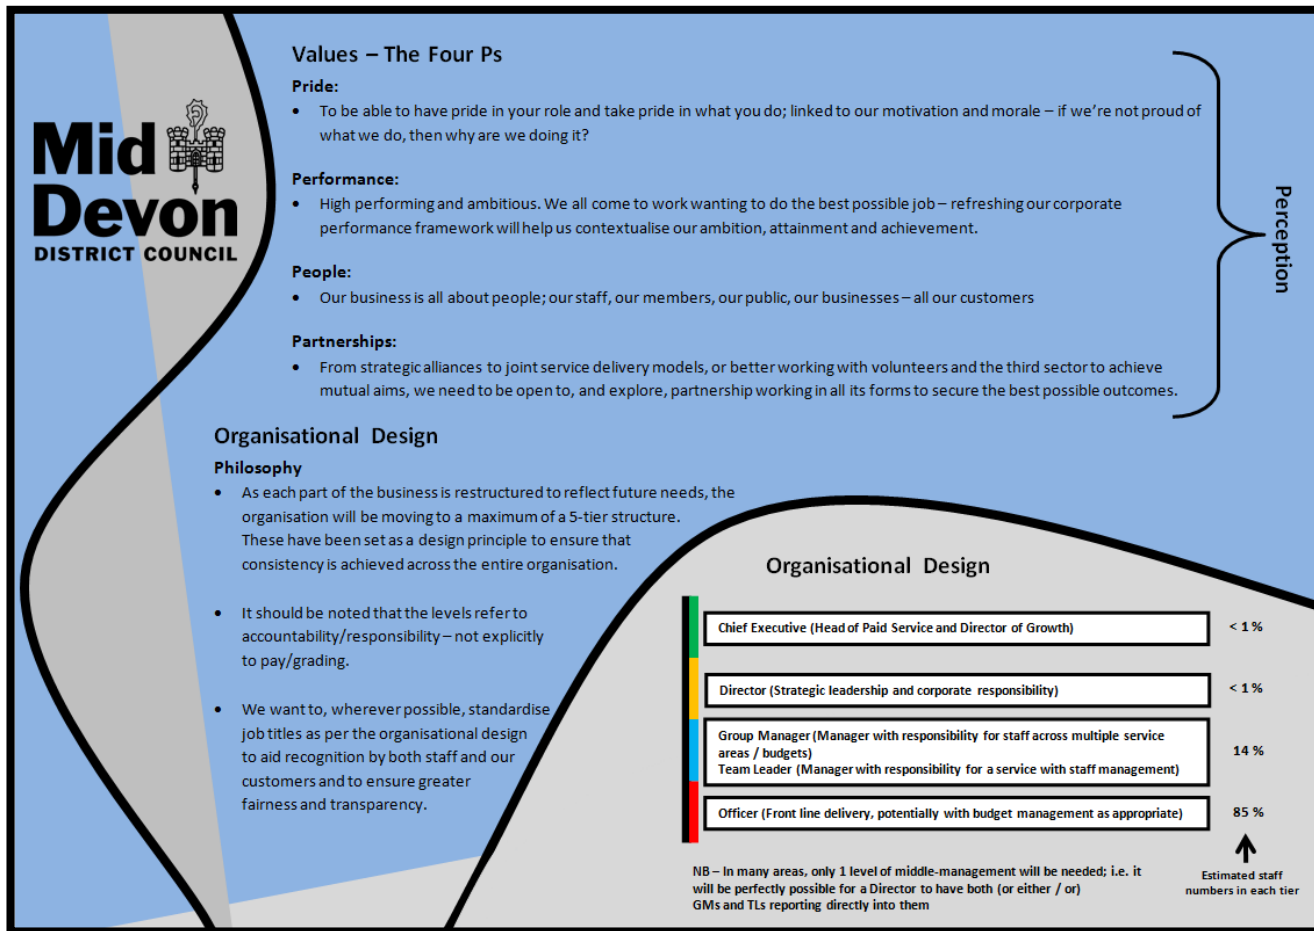 Mid
Devon
DISTRICT COUNCIL
Values – The Four Ps
Pride:
• To be able to have pride in your role and take pride in what you do; linked to our motivation and morale – if we’re not proud of
what we do, then why are we doing it?
Performance:
• High performing and ambitious. We all come to work wanting to do the best possible job – refreshing our corporate
performance framework will help us contextualise our ambition, attainment and achievement.
People:
• Our business is all about people; our staff, our members, our public, our businesses – all our customers
Partnerships:
• From strategic alliances to joint service delivery models, or better working with volunteers and the third sector to achieve
mutual aims, we need to be open to, and explore, partnership working in all its forms to secure the best possible outcomes.
Perception
Organisational Design
Philosophy
• As each part of the business is restructured to reflect future needs, the
organisation will be moving to a maximum of a 5-tier structure.
These have been set as a design principle to ensure that
consistency is achieved across the entire organisation.
• It should be noted that the levels refer to
accountability/responsibility – not explicitly
to pay/grading.
• We want to, wherever possible, standardise
job titles as per the organisational design
to aid recognition by both staff and our
customers and to ensure greater
fairness and transparency.
Organisational Design
Chief Executive (Head of Paid Service and Director of Growth)
< 1 %
Director (Strategic leadership and corporate responsibility)
< 1 %
Group Manager (Manager with responsibility for staff across multiple service
areas / budgets)
Team Leader (Manager with responsibility for a service with staff management)
14 %
Officer (Front line delivery, potentially with budget management as appropriate)
85 %
NB – In many areas, only 1 level of middle-management will be needed; i.e. it
will be perfectly possible for a Director to have both (or either / or)
GMs and TLs reporting directly into them
Estimated staff
numbers in each tier